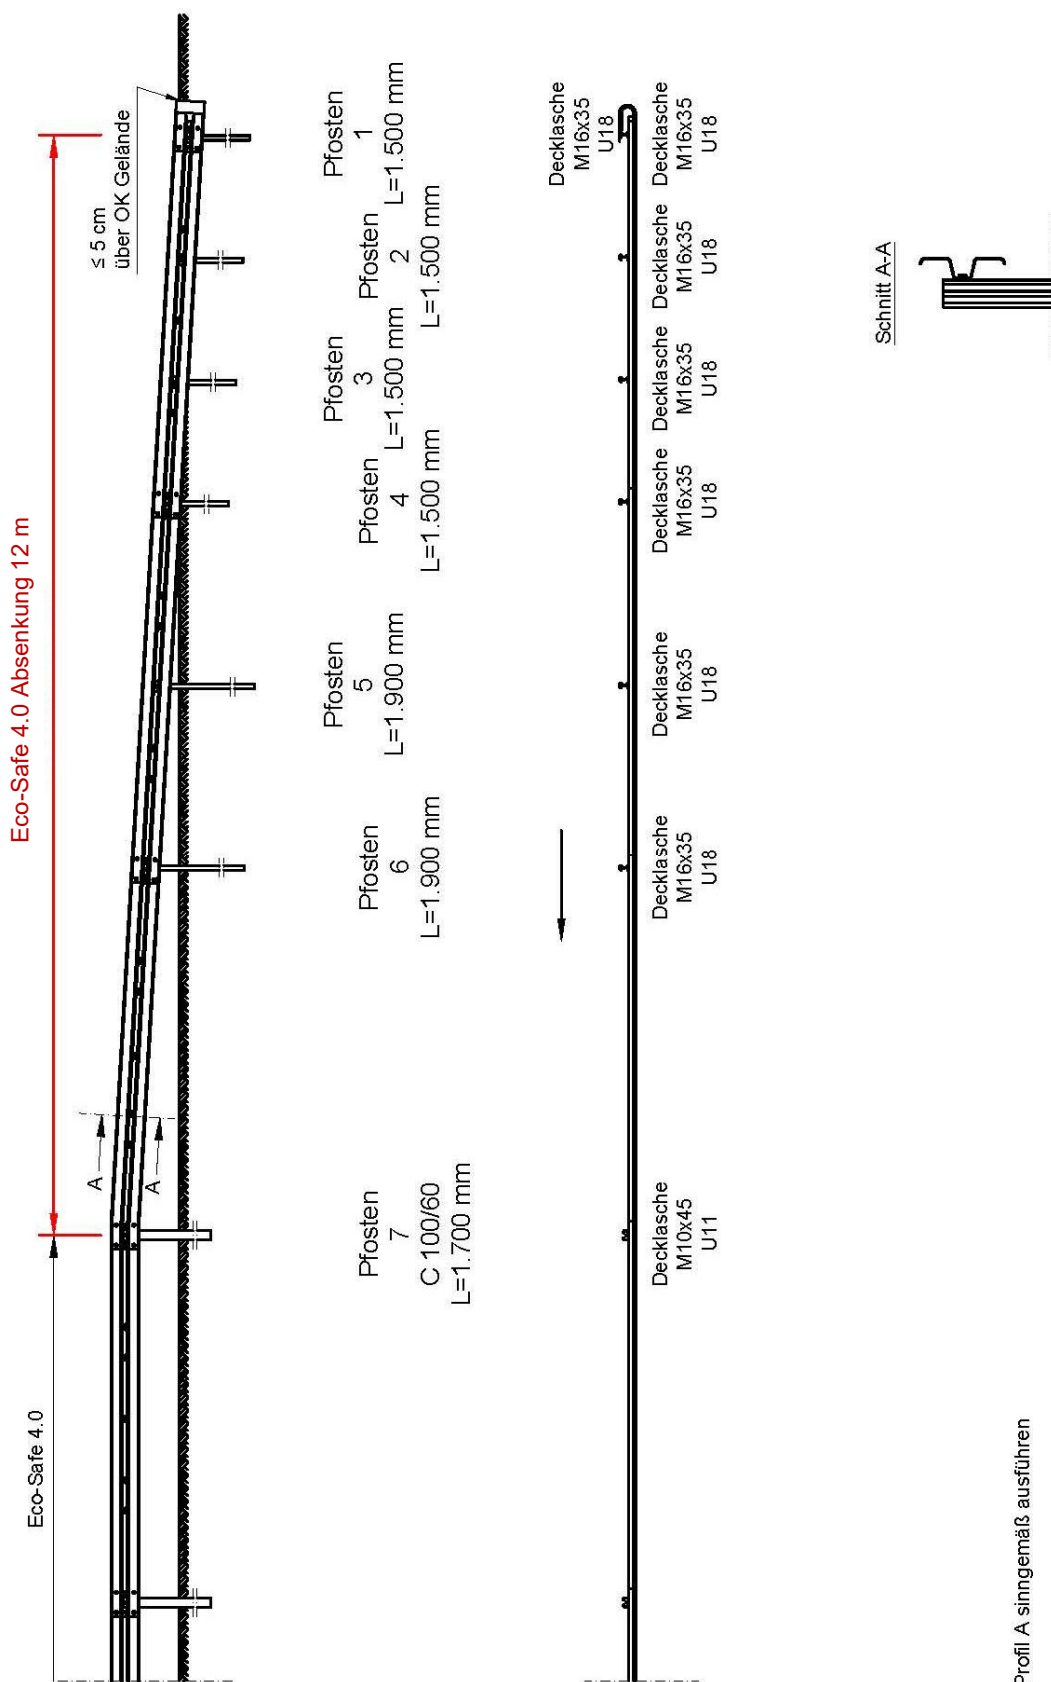 Eco-Safe 4.0 Absenkung 12 m
Eco-Safe 4.0
≤ 5 cm
über OK Gelände
A
A
Pfosten
7
C 100/60
L=1.700 mm
Pfosten
6
L=1.900 mm
Pfosten
5
L=1.900 mm
Pfosten
4
L=1.500 mm
Pfosten
3
L=1.500 mm
Pfosten
2
L=1.500 mm
Pfosten
1
L=1.500 mm
Decklasche
M16x35
U18
Decklasche
M10x45
U11
Decklasche
M16x35
U18
Decklasche
M16x35
U18
Decklasche
M16x35
U18
Decklasche
M16x35
U18
Decklasche
M16x35
U18
Decklasche
M16x35
U18
Schnitt A-A
Profil A sinngemäß ausführen